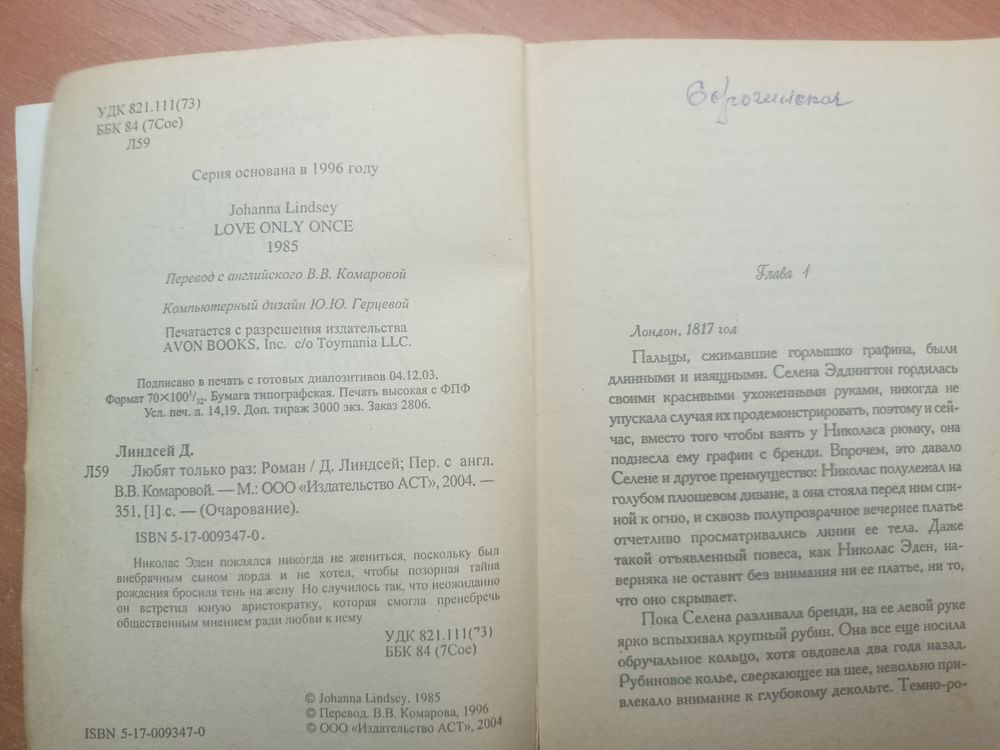 УДК 821.111(73)
ББК 84 (7Сое)
Л59
Серия основана в 1996 году
Johanna Lindsey
LOVE ONLY ONCE
1985
Перевод с английского В.В. Комаровой
Компьютерный дизайн Ю.Ю. Герцевой
Печатается с разрешения издательства
AVON BOOKS, Inc. c/o Toymania LLC.
Подписано в печать с готовых диапозитивов 04.12.03.
Формат 70×100 1/32. Бумага типографская. Печать высокая с ФПФ
Усл. печ. л. 14,19. Доп. тираж 3000 экз. Заказ 2806.
Линдсей Д.
Л59 Любят только раз: Роман / Д. Линдсей; Пер. с англ.
В.В. Комаровой. — М.: ООО «Издательство АСТ», 2004. —
351, [1] с. — (Очарование).
ISBN 5-17-009347-0.
Николас Эден поклялся никогда не жениться, поскольку был
внебрачным сыном лорда и не хотел, чтобы позорная тайна
рождения бросила тень на жену Но случилось так, что неожиданно
он встретил юную аристократку, которая смогла пренебречь
общественным мнением ради любви к нему
УДК 821.111(73)
ББК 84 (7Сое)
© Johanna Lindsey, 1985
© Перевод. В.В. Комарова, 1996
© ООО «Издательство АСТ», 2004
ISBN 5-17-009347-0
Глава 1
Лондон, 1817 год
Пальцы, сжимавшие горлышко графина, были
длинными и изящными. Селена Эддингтон гордилась
своими красивыми ухоженными руками, никогда не
упускала случая их продемонстрировать, поэтому и сей-
час, вместо того чтобы взять у Николаса рюмку, она
поднесла ему графин с бренди. Впрочем, это давало
Селене и другое преимущество: Николас полулежал на
голубом плюшевом диване, а она стояла перед ним спи-
ной к огню, и сквозь полупрозрачное вечернее платье
отчетливо просматривались линии ее тела. Даже
такой отъявленный повеса, как Николас Эден, на-
верняка не оставит без внимания ни ее платье, ни то,
что оно скрывает.
Пока Селена разливала бренди, на ее левой руке
ярко вспыхивал крупный рубин. Она все еще носила
обручальное кольцо, хотя овдовела два года назад.
Рубиновое колье, сверкающее на шее, невольно при-
влекало внимание к глубокому декольте. Темно-ро-